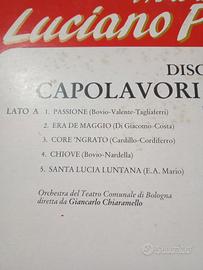 Luciano P
DISC
CAPOLAVORI
LATO A 1. PASSIONE (Bovio-Valente-Tagliaferri)
2. ERA DE MAGGIO (Di Giacomo-Costa)
3. CORE 'NGRATO (Cardillo-Cordiferro)
4. CHIOVE (Bovio-Nardella)
5. SANTA LUCIA LUNTANA (E.A. Mario)
Orchestra del Teatro Comunale di Bologna
diretta da Giancarlo Chiaramello
subito